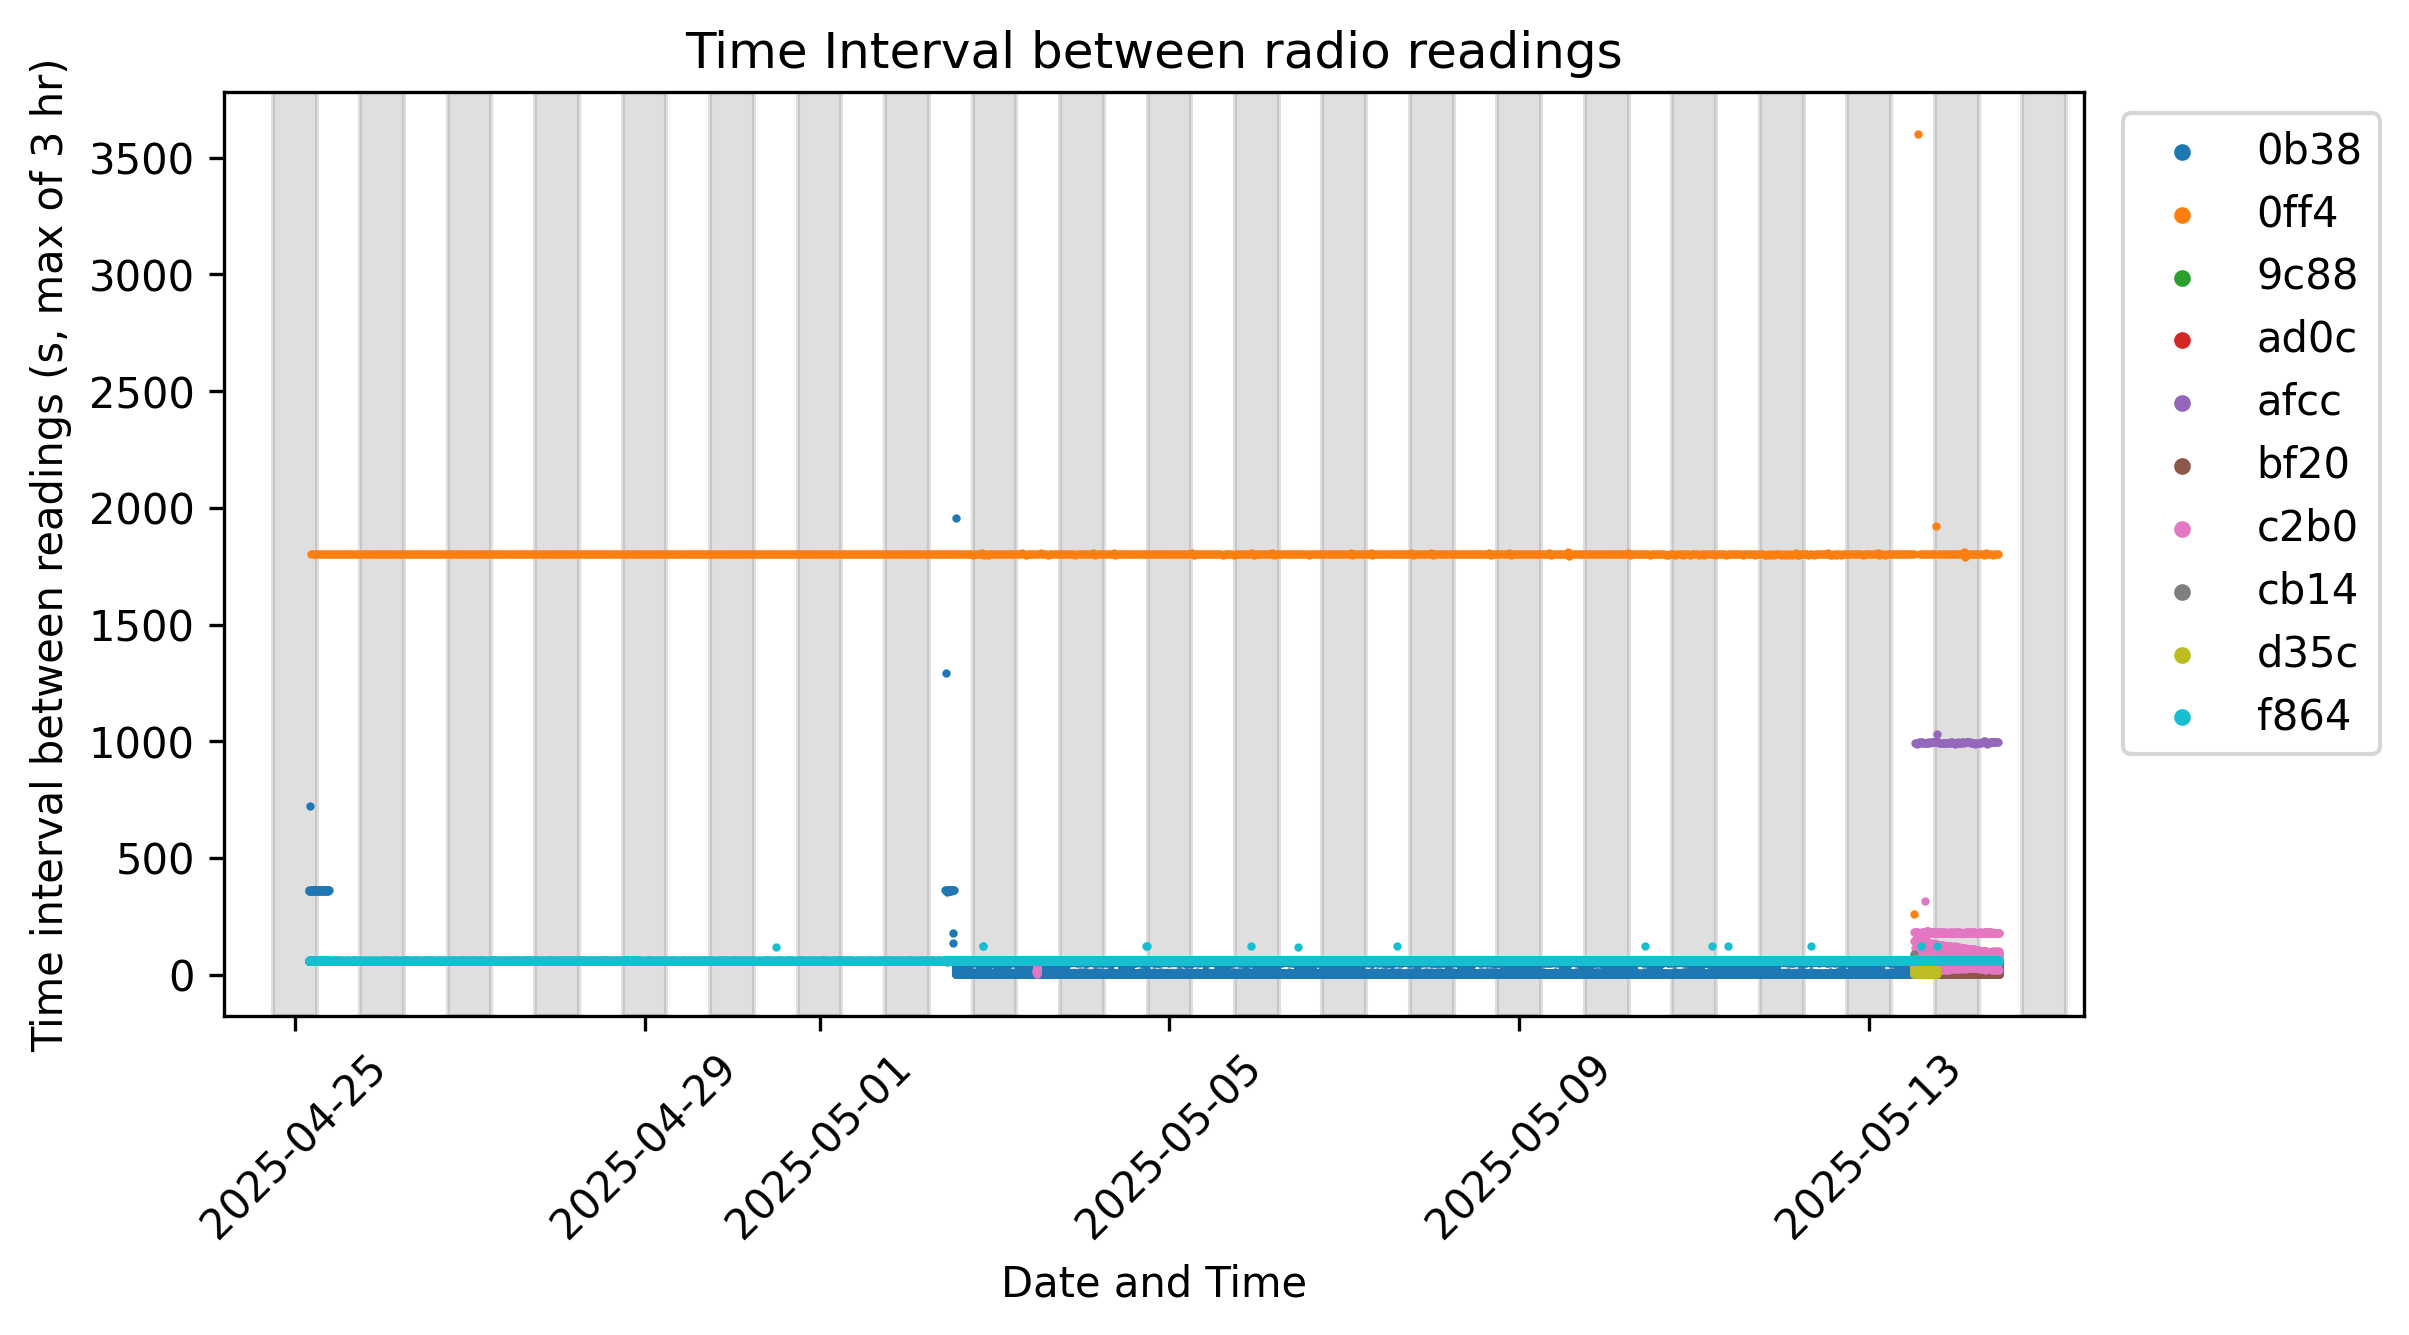 Time Interval between radio readings
Time interval between readings (s, max of 3 hr)
3500
3000
2500
2000
1500
1000
500
0
2025-04-25
2025-04-29
2025-05-01
2025-05-05
2025-05-09
2025-05-13
Date and Time
0b38
0ff4
9c88
ad0c
afcc
bf20
c2b0
cb14
d35c
f864